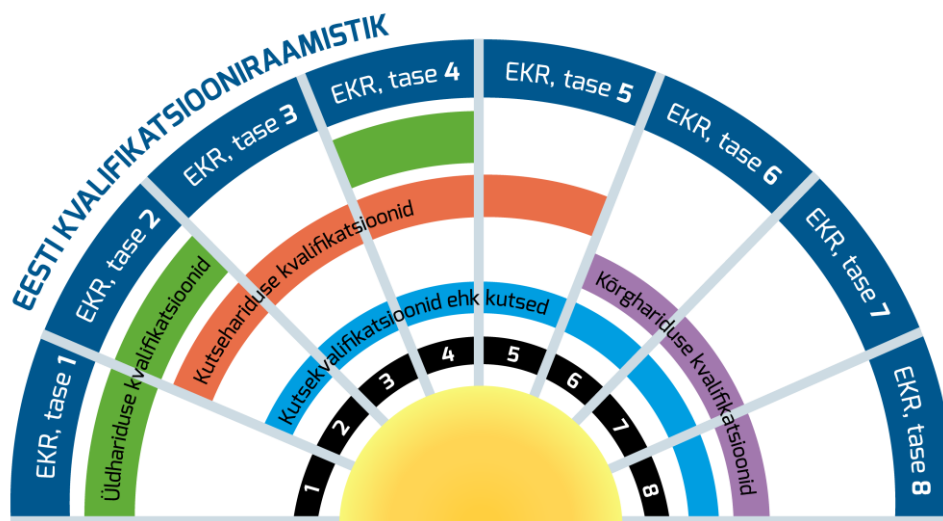 EESTI KVALIFIKATSIOONIRAAMISTIK
EKR, tase 1
EKR, tase 2
EKR, tase 3
EKR, tase 4
EKR, tase 5
EKR, tase 6
EKR, tase 7
EKR, tase 8
Üldhariduse kvalifikatsioonid
Kutsehariduse kvalifikatsioonid
Kutsekvalifikatsioonid ehk kutsed
Kõrghariduse kvalifikatsioonid
1
2
3
4
5
6
7
8